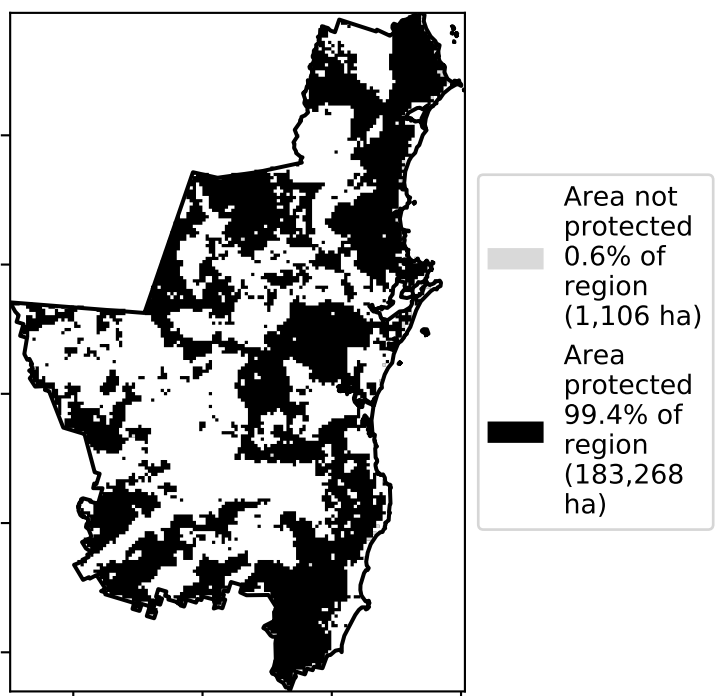 Area not
protected
0.6% of
region
(1,106 ha)
Area
protected
99.4% of
region
(183,268
ha)